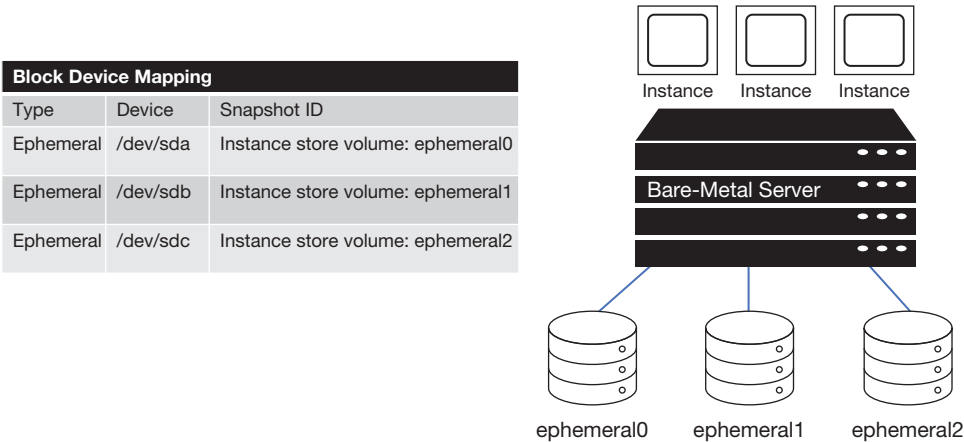 Block Device Mapping
Type Device Snapshot ID
Ephemeral /dev/sda Instance store volume: ephemeral0
Ephemeral /dev/sdb Instance store volume: ephemeral1
Ephemeral /dev/sdc Instance store volume: ephemeral2
Instance Instance Instance
Bare-Metal Server
ephemeral0 ephemeral1 ephemeral2